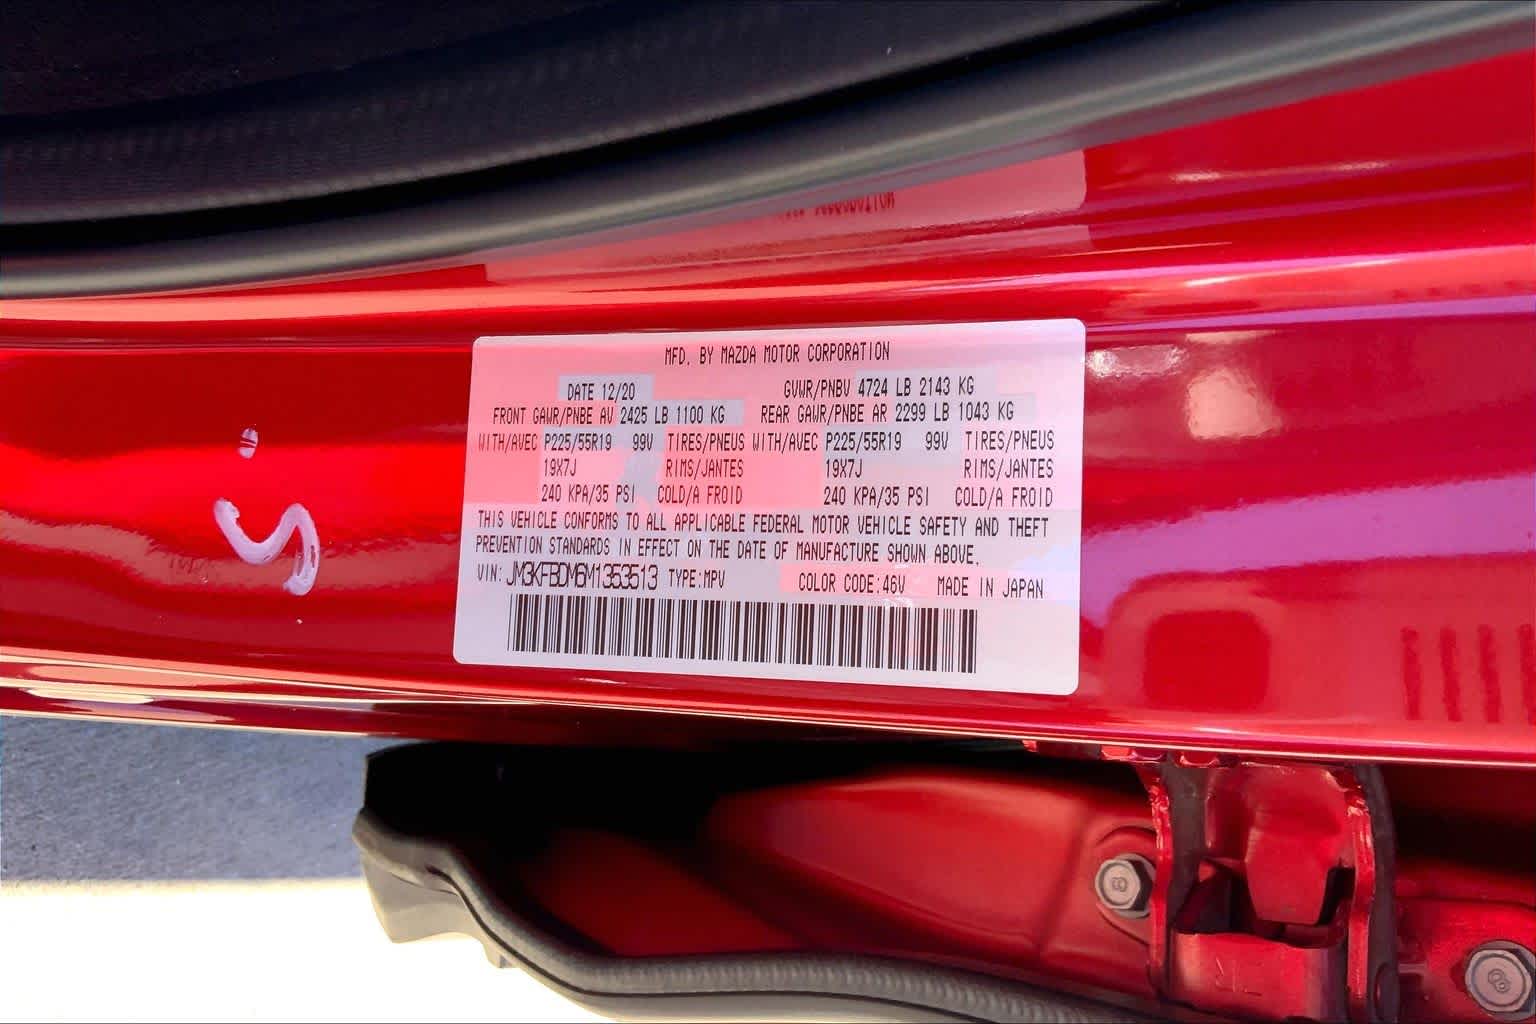 MFD. BY MAZDA MOTOR CORPORATION
DATE 12/20 GVWR/PNBV 4724 LB 2143 KG
FRONT GAWR/PNBE AV 2425 LB 1100 KG REAR GAWR/PNBE AR 2299 LB 1043 KG
WITH/AVEC P225/55R19 99V TIRES/PNEUS WITH/AVEC P225/55R19 99V TIRES/PNEUS
19X7J RIMS/JANTES 19X7J RIMS/JANTES
240 KPA/35 PSI COLD/A FROID 240 KPA/35 PSI COLD/A FROID
THIS VEHICLE CONFORMS TO ALL APPLICABLE FEDERAL MOTOR VEHICLE SAFETY AND THEFT
PREVENTION STANDARDS IN EFFECT ON THE DATE OF MANUFACTURE SHOWN ABOVE.
VIN: JM3KFBDM6M1353513 TYPE:MPV COLOR CODE:46V MADE IN JAPAN
8
8